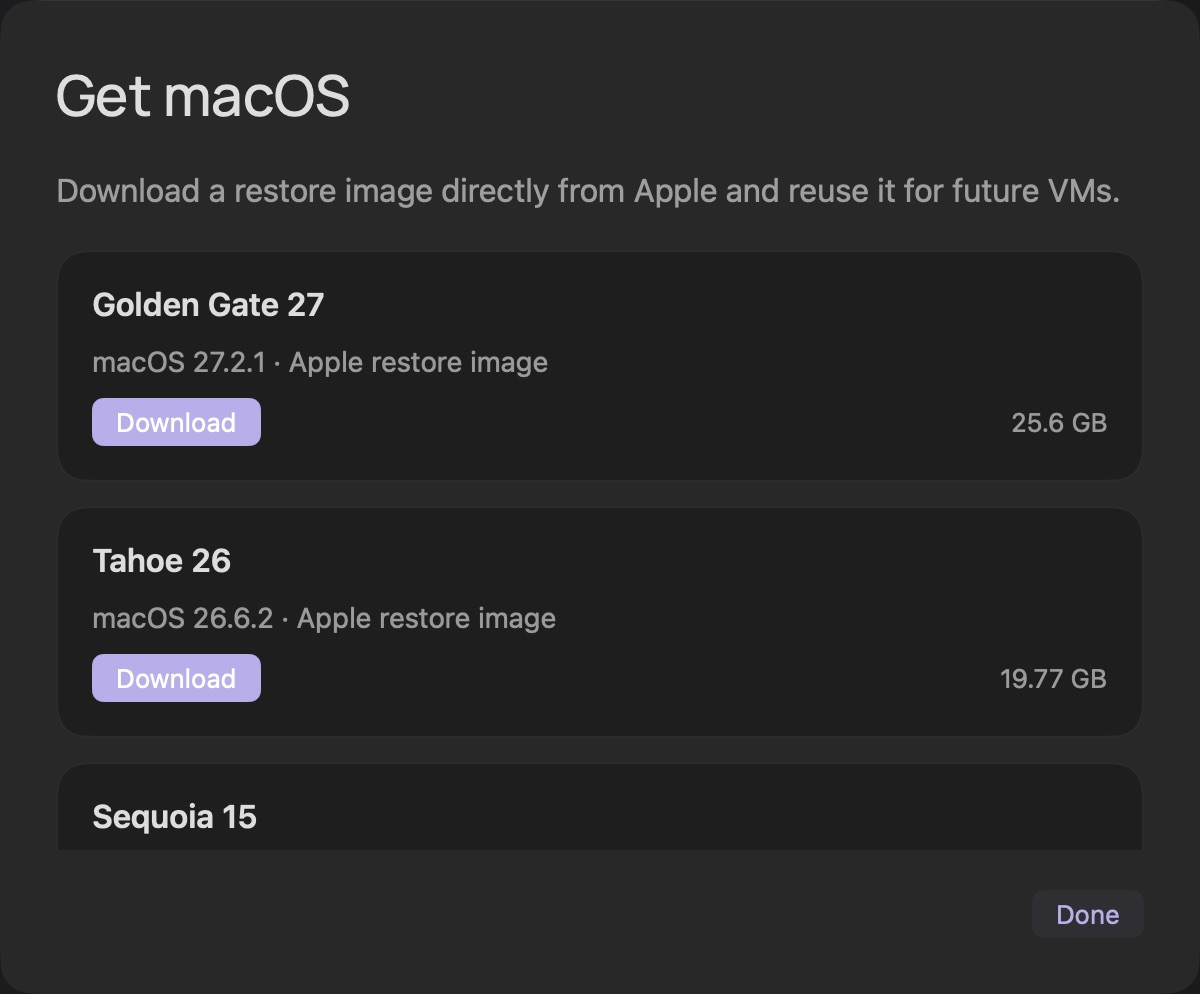 Get macOS
Download a restore image directly from Apple and reuse it for future VMs.
Golden Gate 27
macOS 27.2.1 · Apple restore image
Download
25.6 GB
Tahoe 26
macOS 26.6.2 · Apple restore image
Download
19.77 GB
Sequoia 15
Done